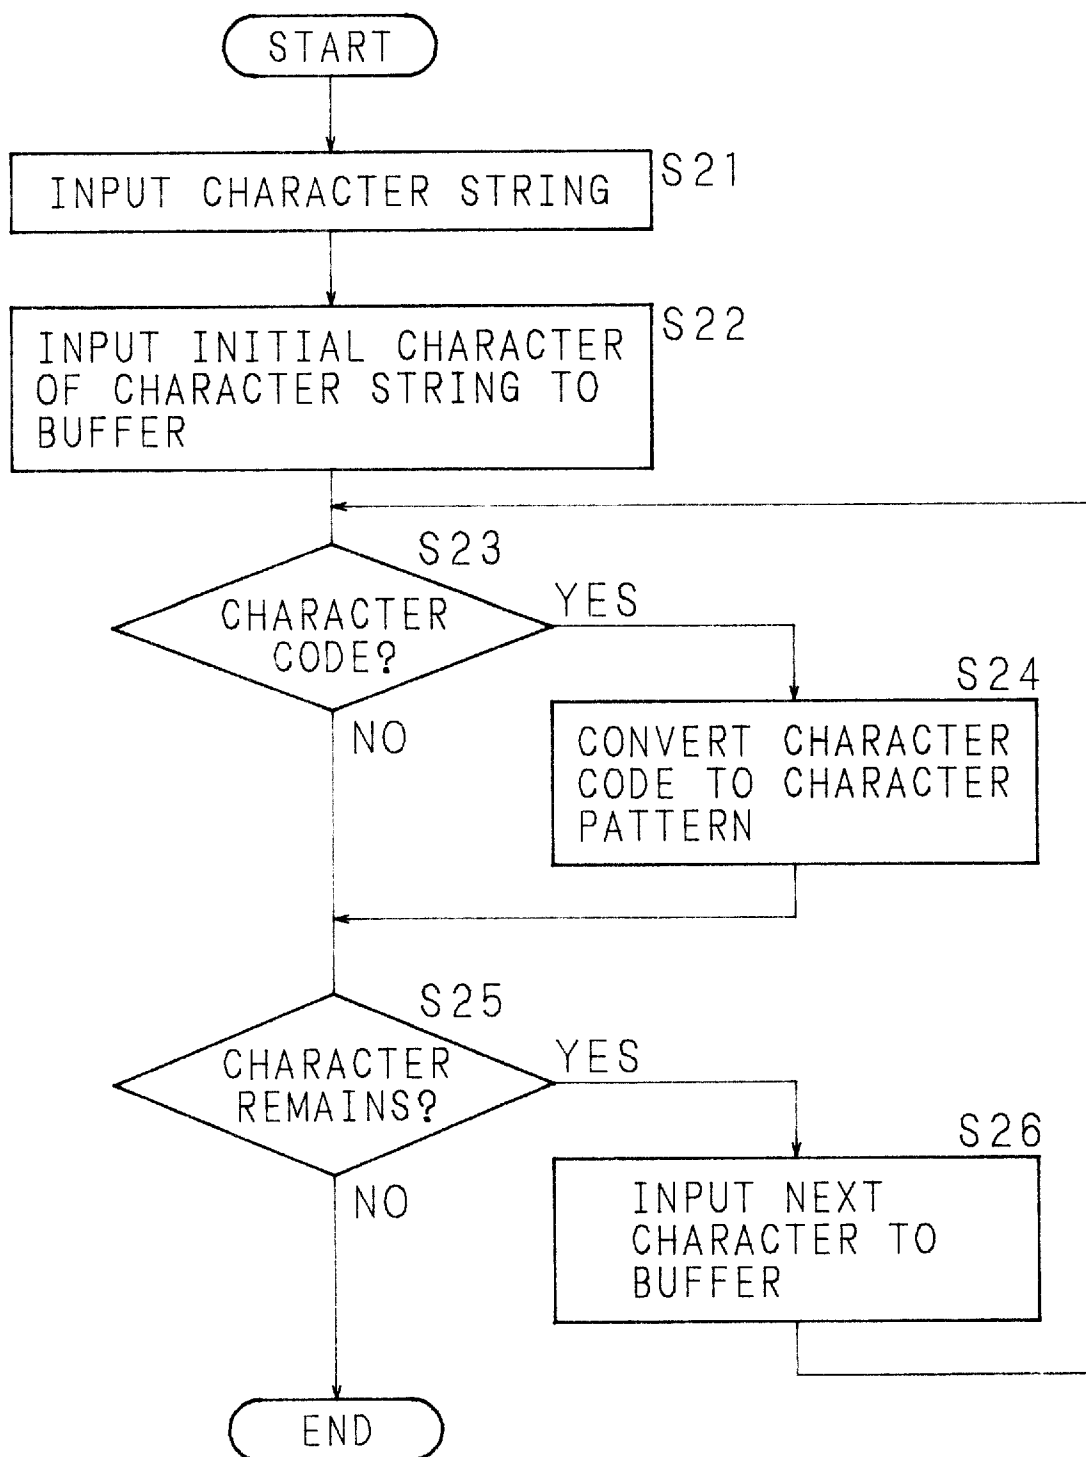 START
INPUT CHARACTER STRING
S21
INPUT INITIAL CHARACTER
OF CHARACTER STRING TO
BUFFER
S22
S23
CHARACTER
CODE?
YES
NO
S24
CONVERT CHARACTER
CODE TO CHARACTER
PATTERN
S25
CHARACTER
REMAINS?
YES
NO
S26
INPUT NEXT
CHARACTER TO
BUFFER
END